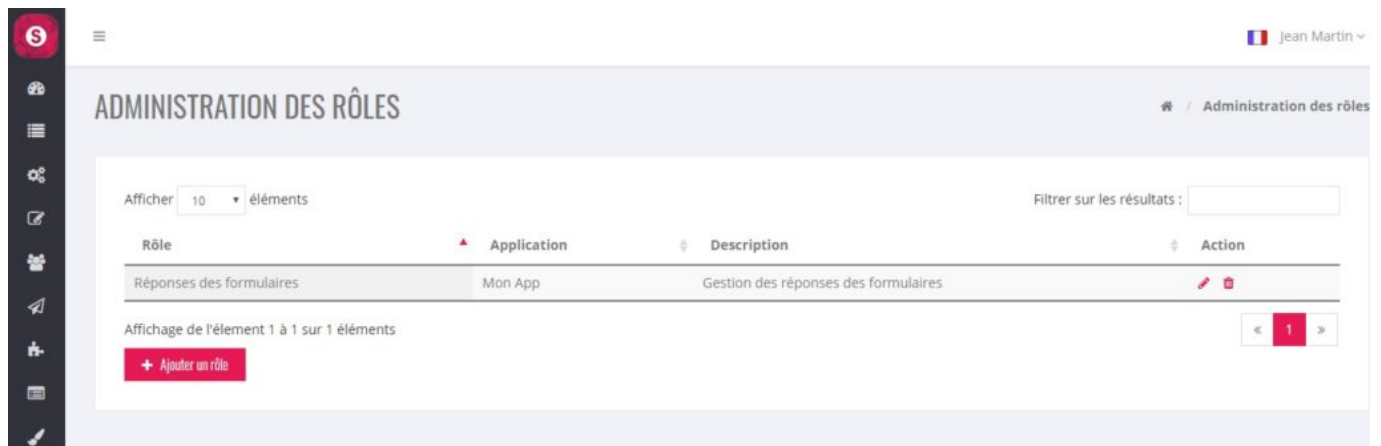 S
Jean Martin
ADMINISTRATION DES RÔLES
/ Administration des rôles
Afficher 10 éléments
Filtrer sur les résultats :
Rôle Application Description Action
Réponses des formulaires Mon App Gestion des réponses des formulaires
Affichage de l'élement 1 à 1 sur 1 éléments
« 1 »
+ Ajouter un rôle